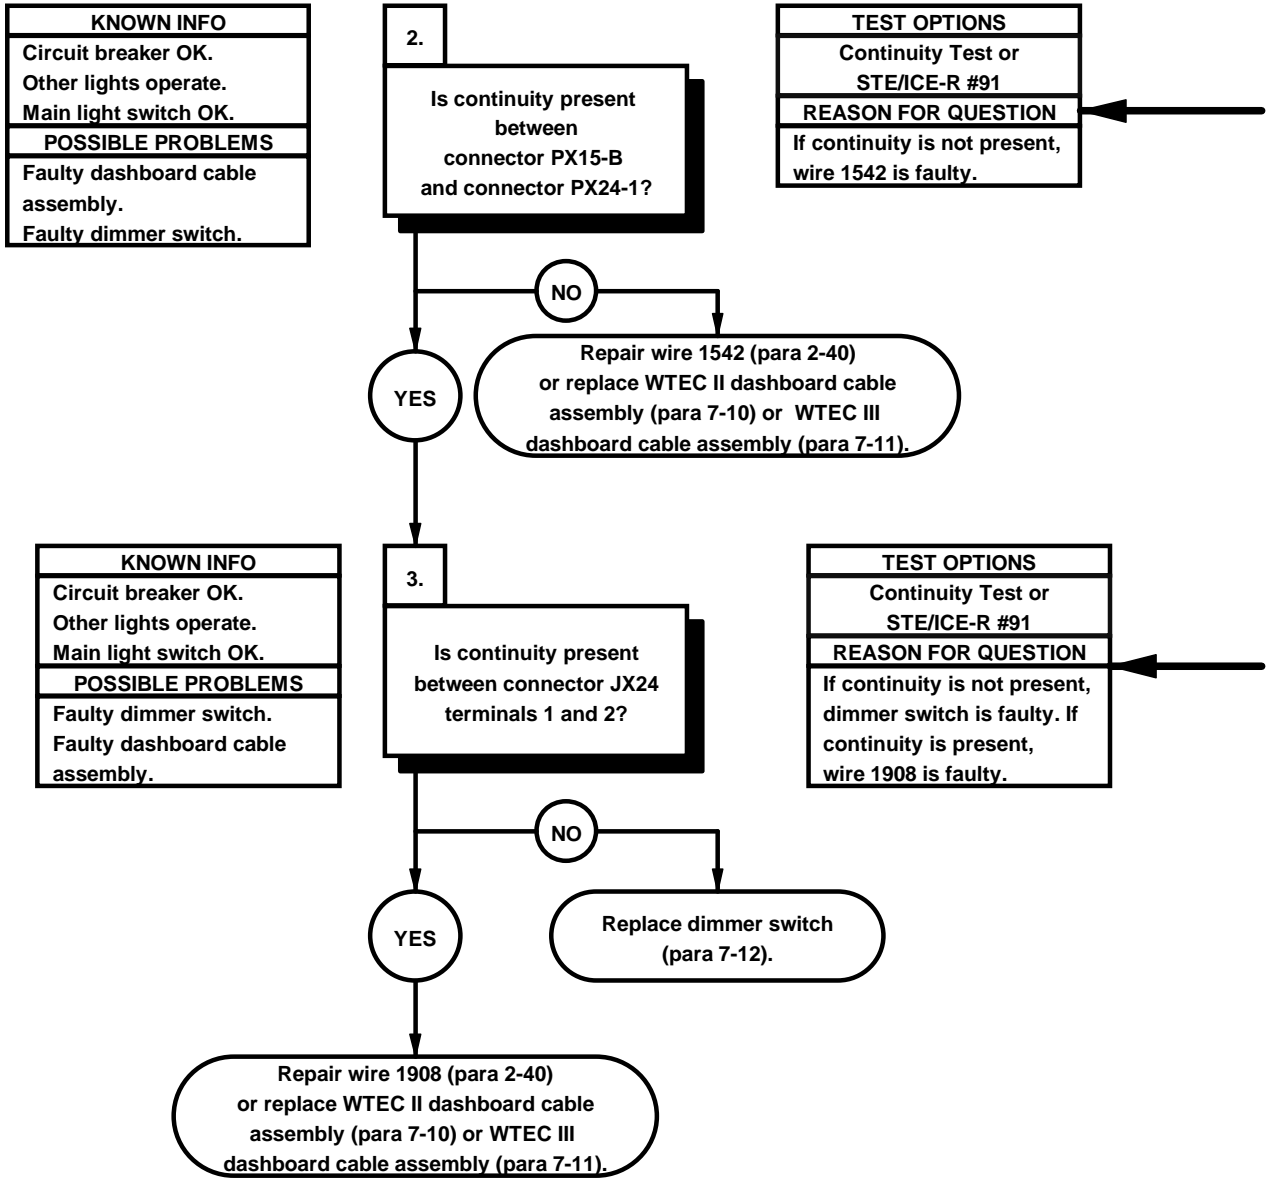 KNOWN INFO
Circuit breaker OK.
Other lights operate.
Main light switch OK.
POSSIBLE PROBLEMS
Faulty dashboard cable
assembly.
Faulty dimmer switch.
2.
Is continuity present
between
connector PX15-B
and connector PX24-1?
TEST OPTIONS
Continuity Test or
STE/ICE-R #91
REASON FOR QUESTION
If continuity is not present,
wire 1542 is faulty.
NO
YES
Repair wire 1542 (para 2-40)
or replace WTEC II dashboard cable
assembly (para 7-10) or WTEC III
dashboard cable assembly (para 7-11).
KNOWN INFO
Circuit breaker OK.
Other lights operate.
Main light switch OK.
POSSIBLE PROBLEMS
Faulty dimmer switch.
Faulty dashboard cable
assembly.
3.
Is continuity present
between connector JX24
terminals 1 and 2?
TEST OPTIONS
Continuity Test or
STE/ICE-R #91
REASON FOR QUESTION
If continuity is not present,
dimmer switch is faulty. If
continuity is present,
wire 1908 is faulty.
NO
YES
Replace dimmer switch
(para 7-12).
Repair wire 1908 (para 2-40)
or replace WTEC II dashboard cable
assembly (para 7-10) or WTEC III
dashboard cable assembly (para 7-11).